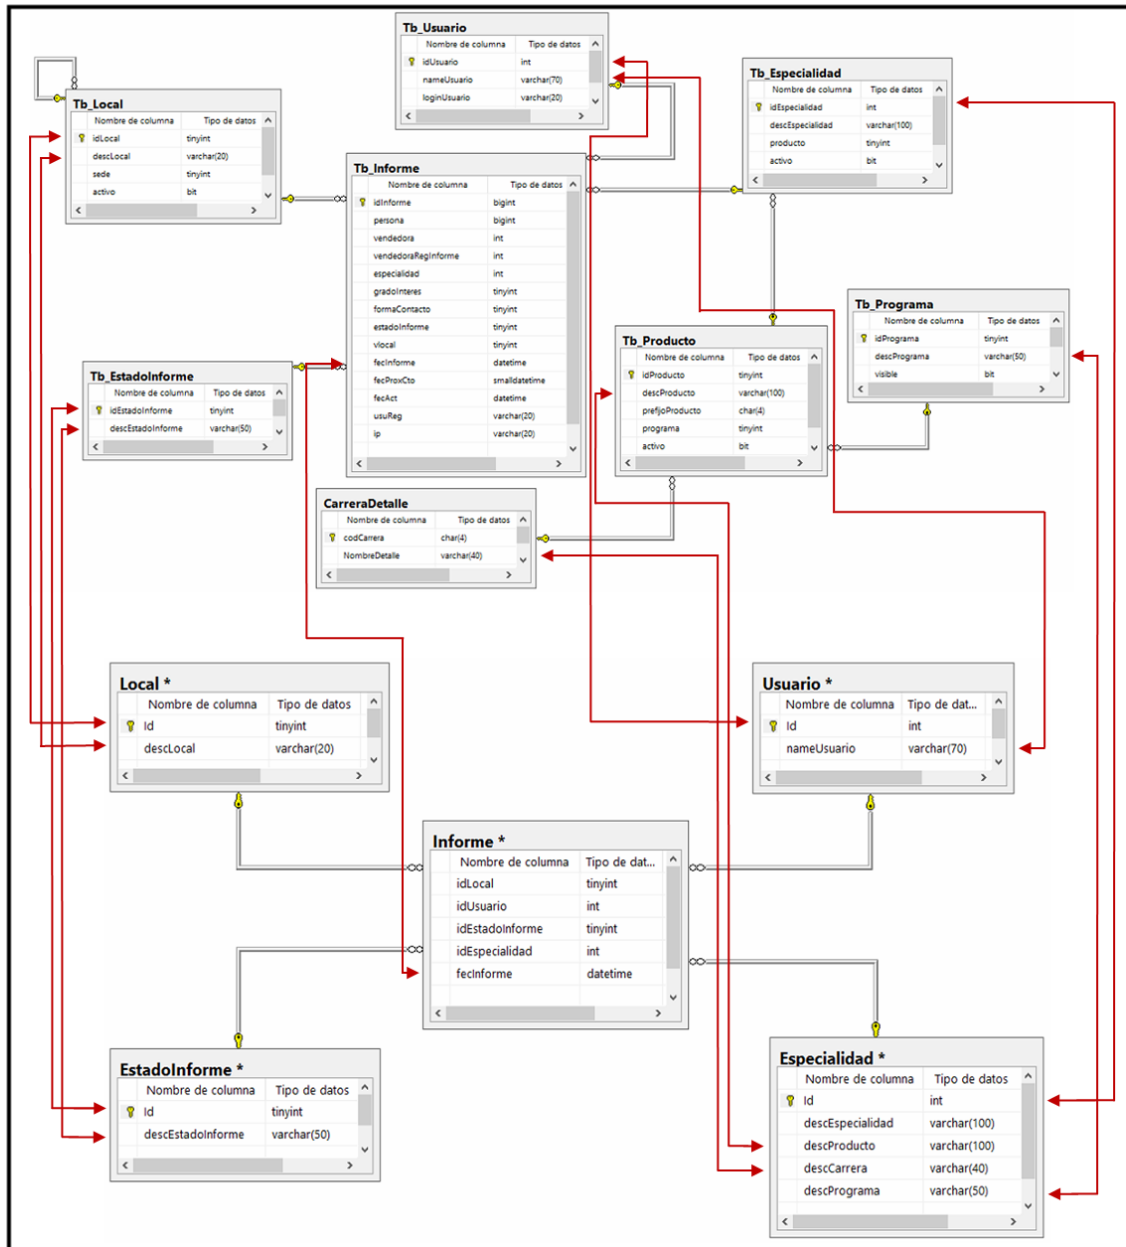 Tb_Usuario
Nombre de columna Tipo de datos
idUsuario int
nameUsuario varchar(70)
loginUsuario varchar(20)
Tb_Especialidad
Nombre de columna Tipo de datos
idEspecialidad int
descEspecialidad varchar(100)
producto tinyint
activo bit
Tb_Local
Nombre de columna Tipo de datos
idLocal tinyint
descLocal varchar(20)
sede tinyint
activo bit
Tb_Informe
Nombre de columna Tipo de datos
idInforme bigint
persona bigint
vendedora int
vendedoraRegInforme int
especialidad int
gradoInteres tinyint
formaContacto tinyint
estadoInforme tinyint
vlocal tinyint
fecInforme datetime
fecProxCto smalldatetime
fecAct datetime
usuReg varchar(20)
ip varchar(20)
Tb_Programa
Nombre de columna Tipo de datos
idPrograma tinyint
descPrograma varchar(50)
visible bit
Tb_Producto
Nombre de columna Tipo de datos
idProducto tinyint
descProducto varchar(100)
prefjoProducto char(4)
programa tinyint
activo bit
Tb_EstadoInforme
Nombre de columna Tipo de datos
idEstadoInforme tinyint
descEstadoInforme varchar(50)
CarreraDetalle
Nombre de columna Tipo de datos
codCarrera char(4)
NombreDetalle varchar(40)
Local *
Nombre de columna Tipo de datos
Id tinyint
descLocal varchar(20)
Usuario *
Nombre de columna Tipo de dat...
Id int
nameUsuario varchar(70)
Informe *
Nombre de columna Tipo de dat...
idLocal tinyint
idUsuario int
idEstadoInforme tinyint
idEspecialidad int
fecInforme datetime
EstadoInforme *
Nombre de columna Tipo de datos
Id tinyint
descEstadoInforme varchar(50)
Especialidad *
Nombre de columna Tipo de datos
Id int
descEspecialidad varchar(100)
descProducto varchar(100)
descCarrera varchar(40)
descPrograma varchar(50)